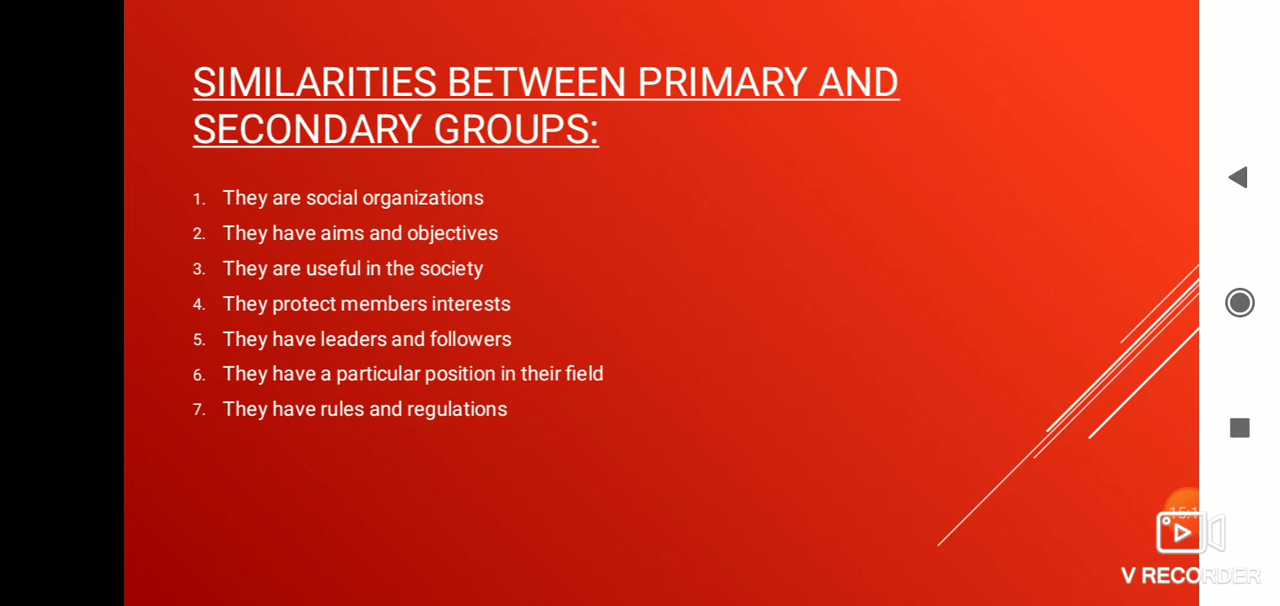 SIMILARITIES BETWEEN PRIMARY AND
SECONDARY GROUPS:
1. They are social organizations
2. They have aims and objectives
3. They are useful in the society
4. They protect members interests
5. They have leaders and followers
6. They have a particular position in their field
7. They have rules and regulations
V RECORDER